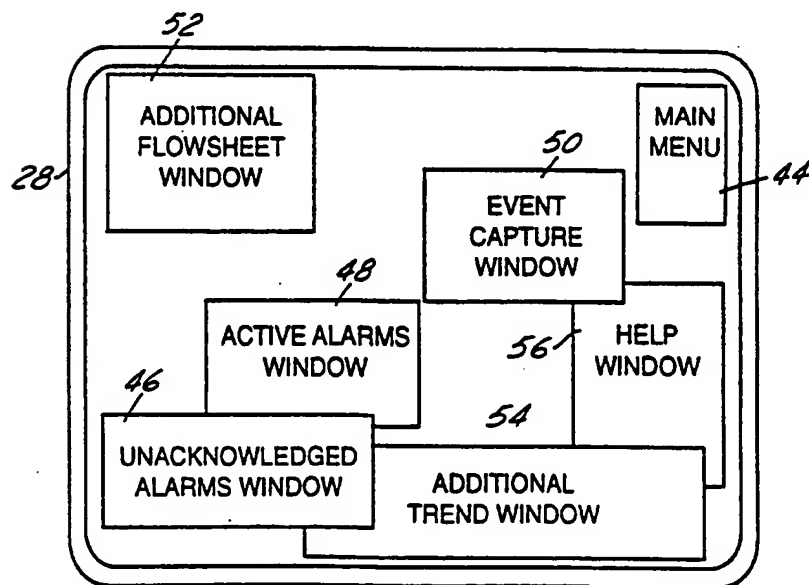 52
ADDITIONAL
FLOWSHEET
WINDOW
28
MAIN
MENU
44
50
EVENT
CAPTURE
WINDOW
48
ACTIVE ALARMS
WINDOW
56
HELP
WINDOW
46
UNACKNOWLEDGED
ALARMS WINDOW
54
ADDITIONAL
TREND WINDOW